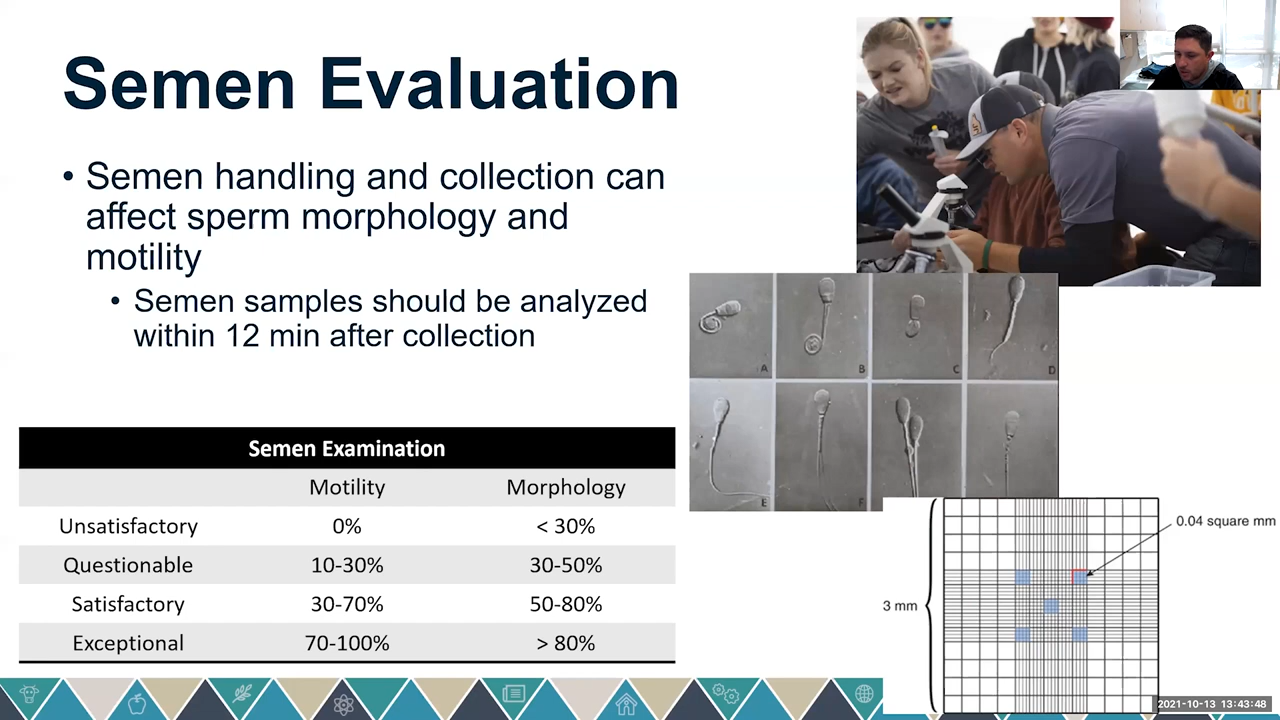 Semen Evaluation
• Semen handling and collection can
affect sperm morphology and
motility
• Semen samples should be analyzed
within 12 min after collection
Semen Examination
Motility Morphology
Unsatisfactory 0% < 30%
Questionable 10-30% 30-50%
Satisfactory 30-70% 50-80%
Exceptional 70-100% > 80%
A B C D
E F
0.04 square mm
3 mm
2021-10-13 13:43:48